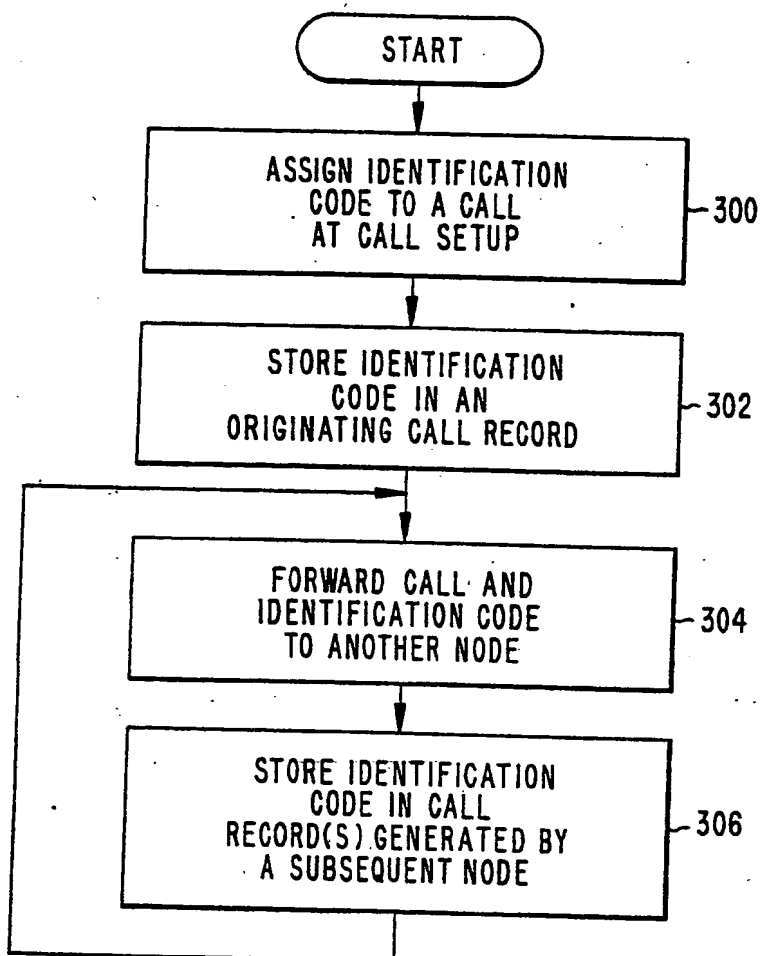 START
ASSIGN IDENTIFICATION
CODE TO A CALL
AT CALL SETUP
300
STORE IDENTIFICATION
CODE IN AN
ORIGINATING CALL RECORD
302
FORWARD CALL AND
IDENTIFICATION CODE
TO ANOTHER NODE
304
STORE IDENTIFICATION
CODE IN CALL
RECORD(S) GENERATED BY
A SUBSEQUENT NODE
306